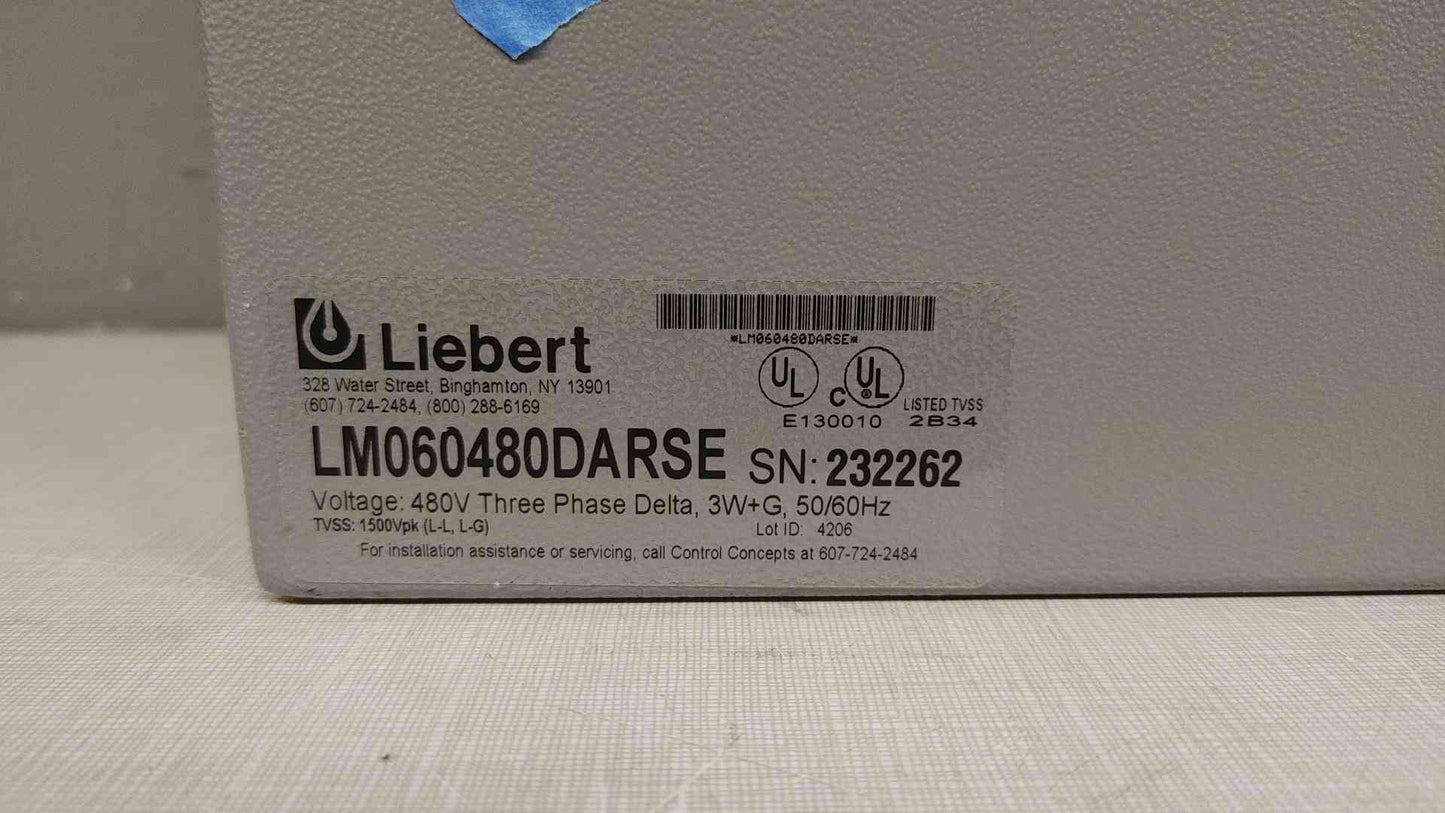 Liebert
328 Water Street, Binghamton, NY 13901
(607) 724-2484, (800) 288-6169
*LM060480DARSE*
UL C UL ®
LISTED TVSS
E130010 2B34
LM060480DARSE SN: 232262
Voltage: 480V Three Phase Delta, 3W+G, 50/60Hz
TVSS: 1500Vpk (L-L, L-G) Lot ID: 4206
For installation assistance or servicing, call Control Concepts at 607-724-2484